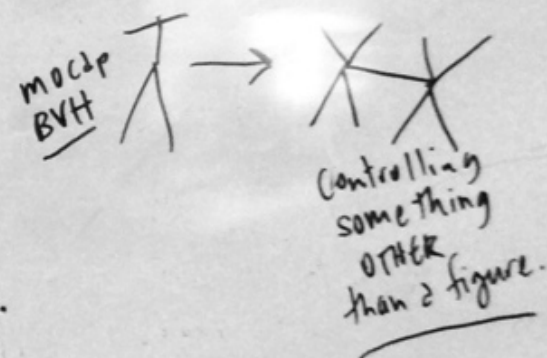 mocap
BVH
Controlling
something
OTHER
than a figure.